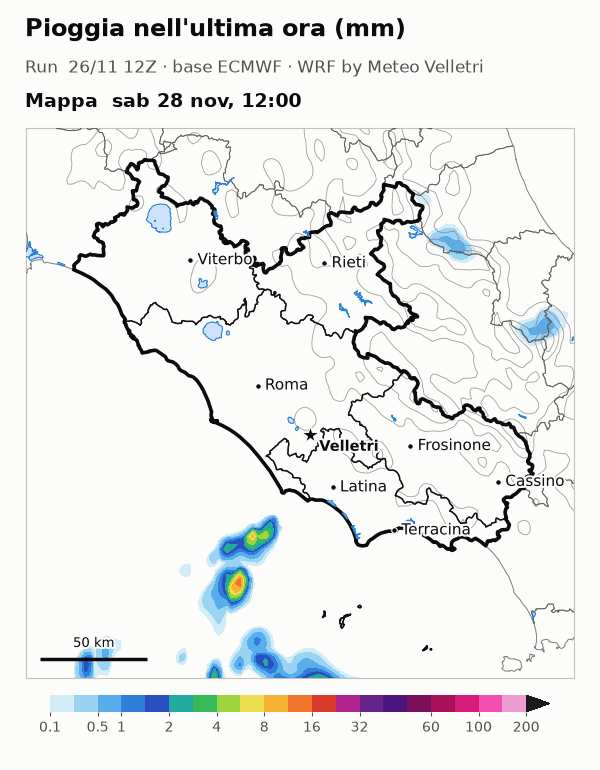 Pioggia nell'ultima ora (mm)
Run  26/11 12Z · base ECMWF · WRF by Meteo Velletri
Mappa  sab 28 nov, 12:00
Viterbo
Rieti
Roma
Velletri
Frosinone
Latina
Cassino
Terracina
50 km
0.1 0.5 1 2 4 8 16 32 60 100 200